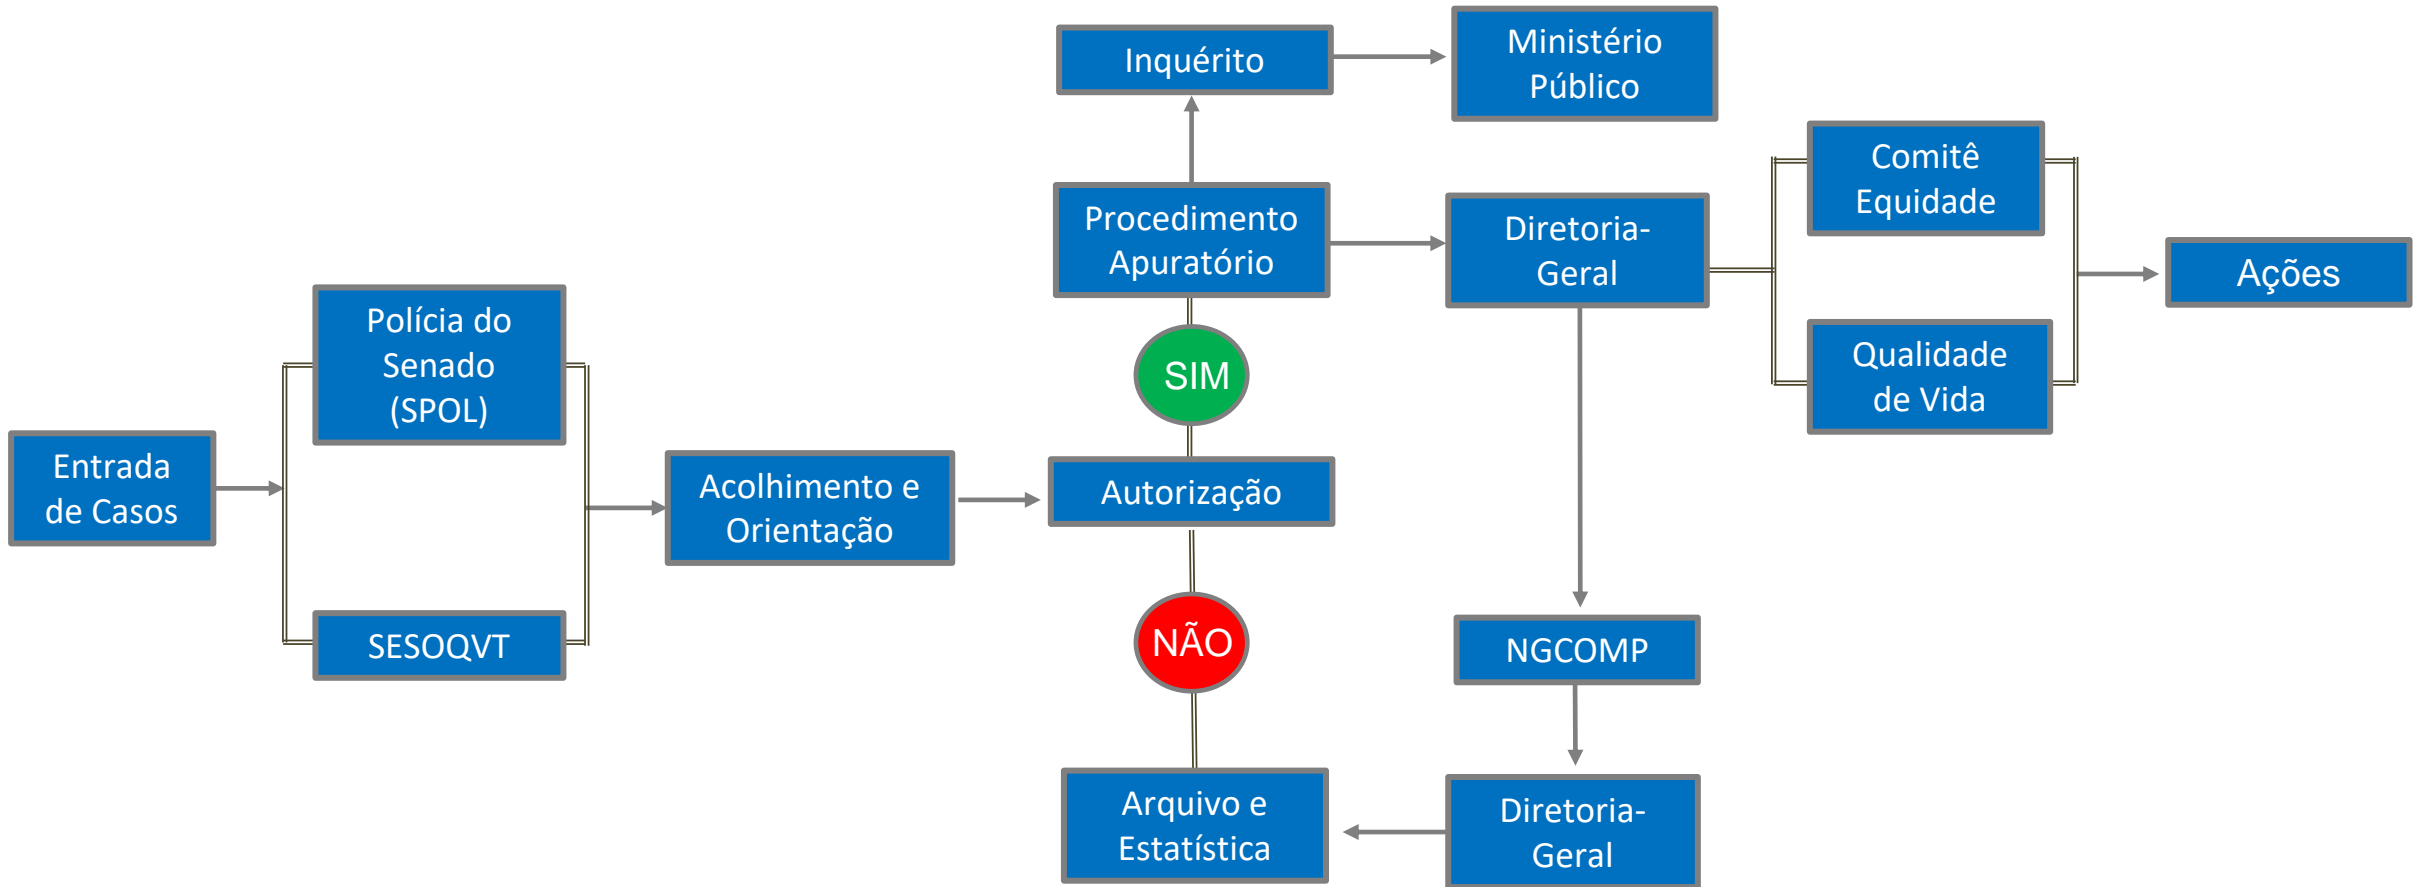 Entrada
de Casos
Polícia do
Senado
(SPOL)
SESOQVT
Acolhimento e
Orientação
Autorização
SIM
NÃO
Procedimento
Apuratório
Inquérito
Ministério
Público
Diretoria-
Geral
Comitê
Equidade
Qualidade
de Vida
Ações
NGCOMP
Diretoria-
Geral
Arquivo e
Estatística